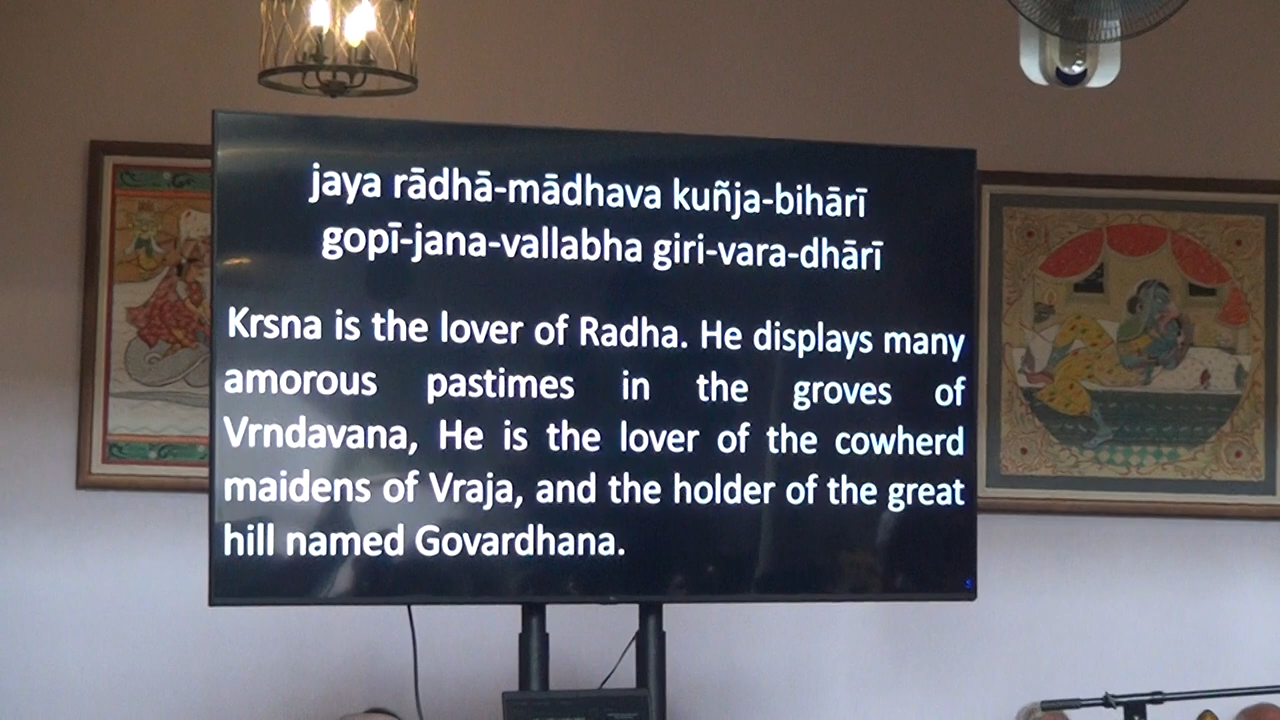 jaya rādhā-mādhava kuñja-bihārī
gopī-jana-vallabha giri-vara-dhārī
Krsna is the lover of Radha. He displays many
amorous pastimes in the groves of
Vrndavana, He is the lover of the cowherd
maidens of Vraja, and the holder of the great
hill named Govardhana.